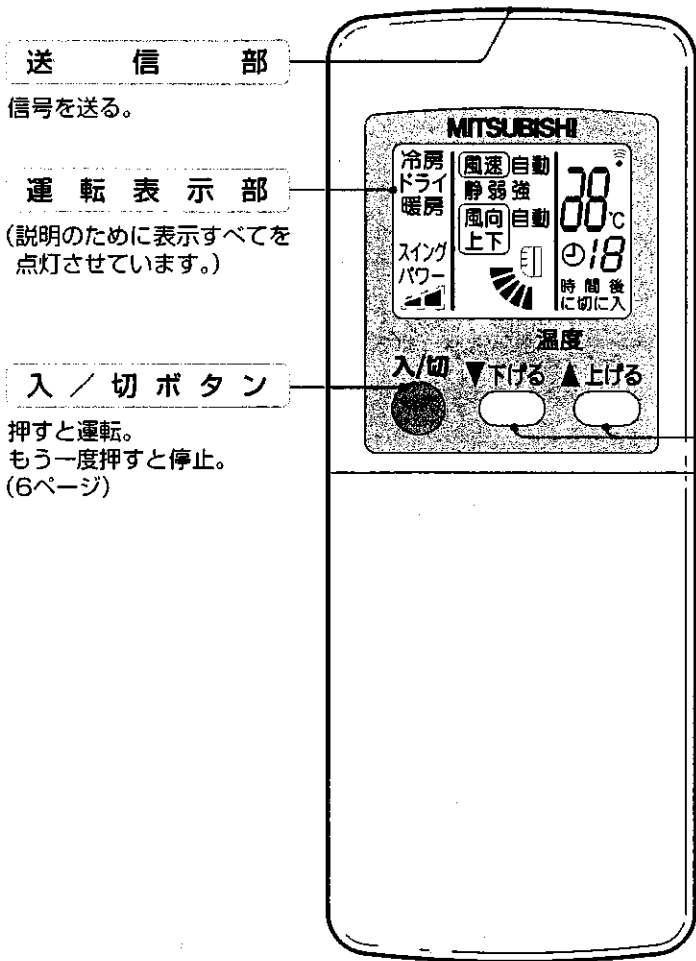 送信部
信号を送る。
運転表示部
(説明のために表示すべてを
点灯させています。)
入/切ボタン
押すと運転。
もう一度押すと停止。
(6ページ)
MITSUBISHI
冷房
ドライ
暖房
スイング
パワー
風速 自動
静 弱 強
風向 自動
上下
88℃
18
時間後
に切に入
温度
入/切
▼下げる
▲上げる